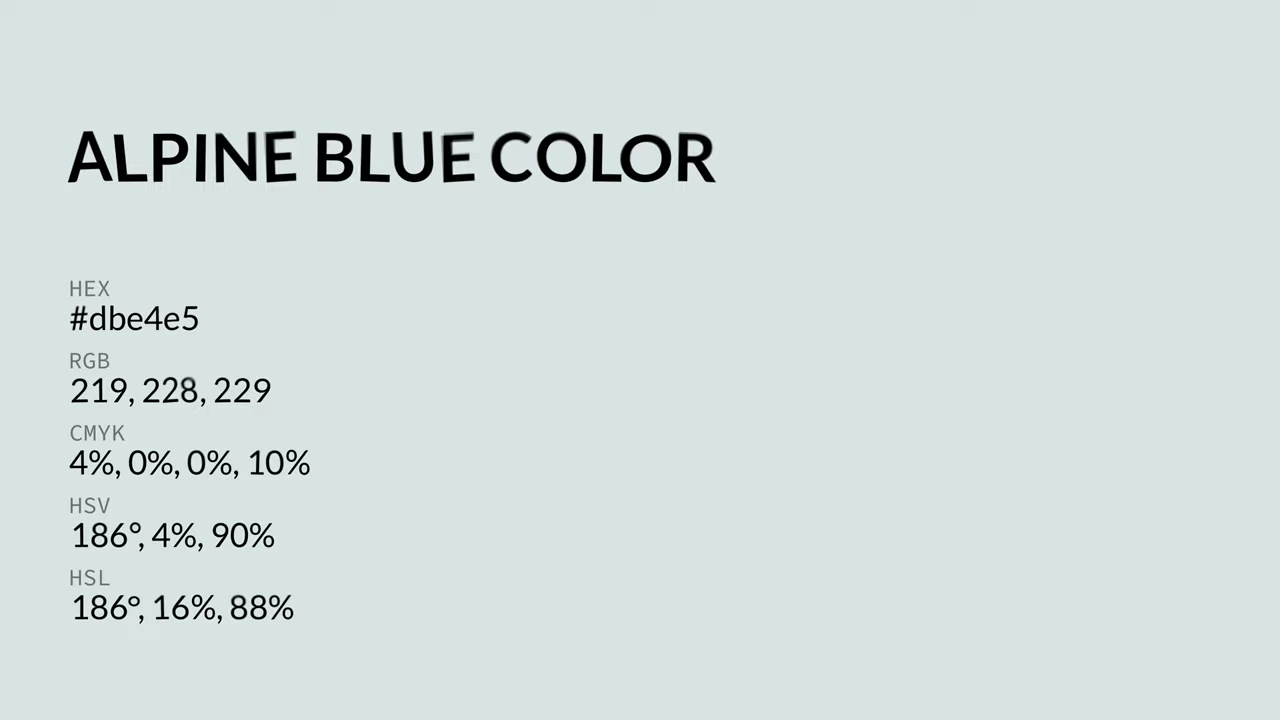 ALPINE BLUE COLOR
HEX
#dbe4e5
RGB
219, 228, 229
CMYK
4%, 0%, 0%, 10%
HSV
186°, 4%, 90%
HSL
186°, 16%, 88%